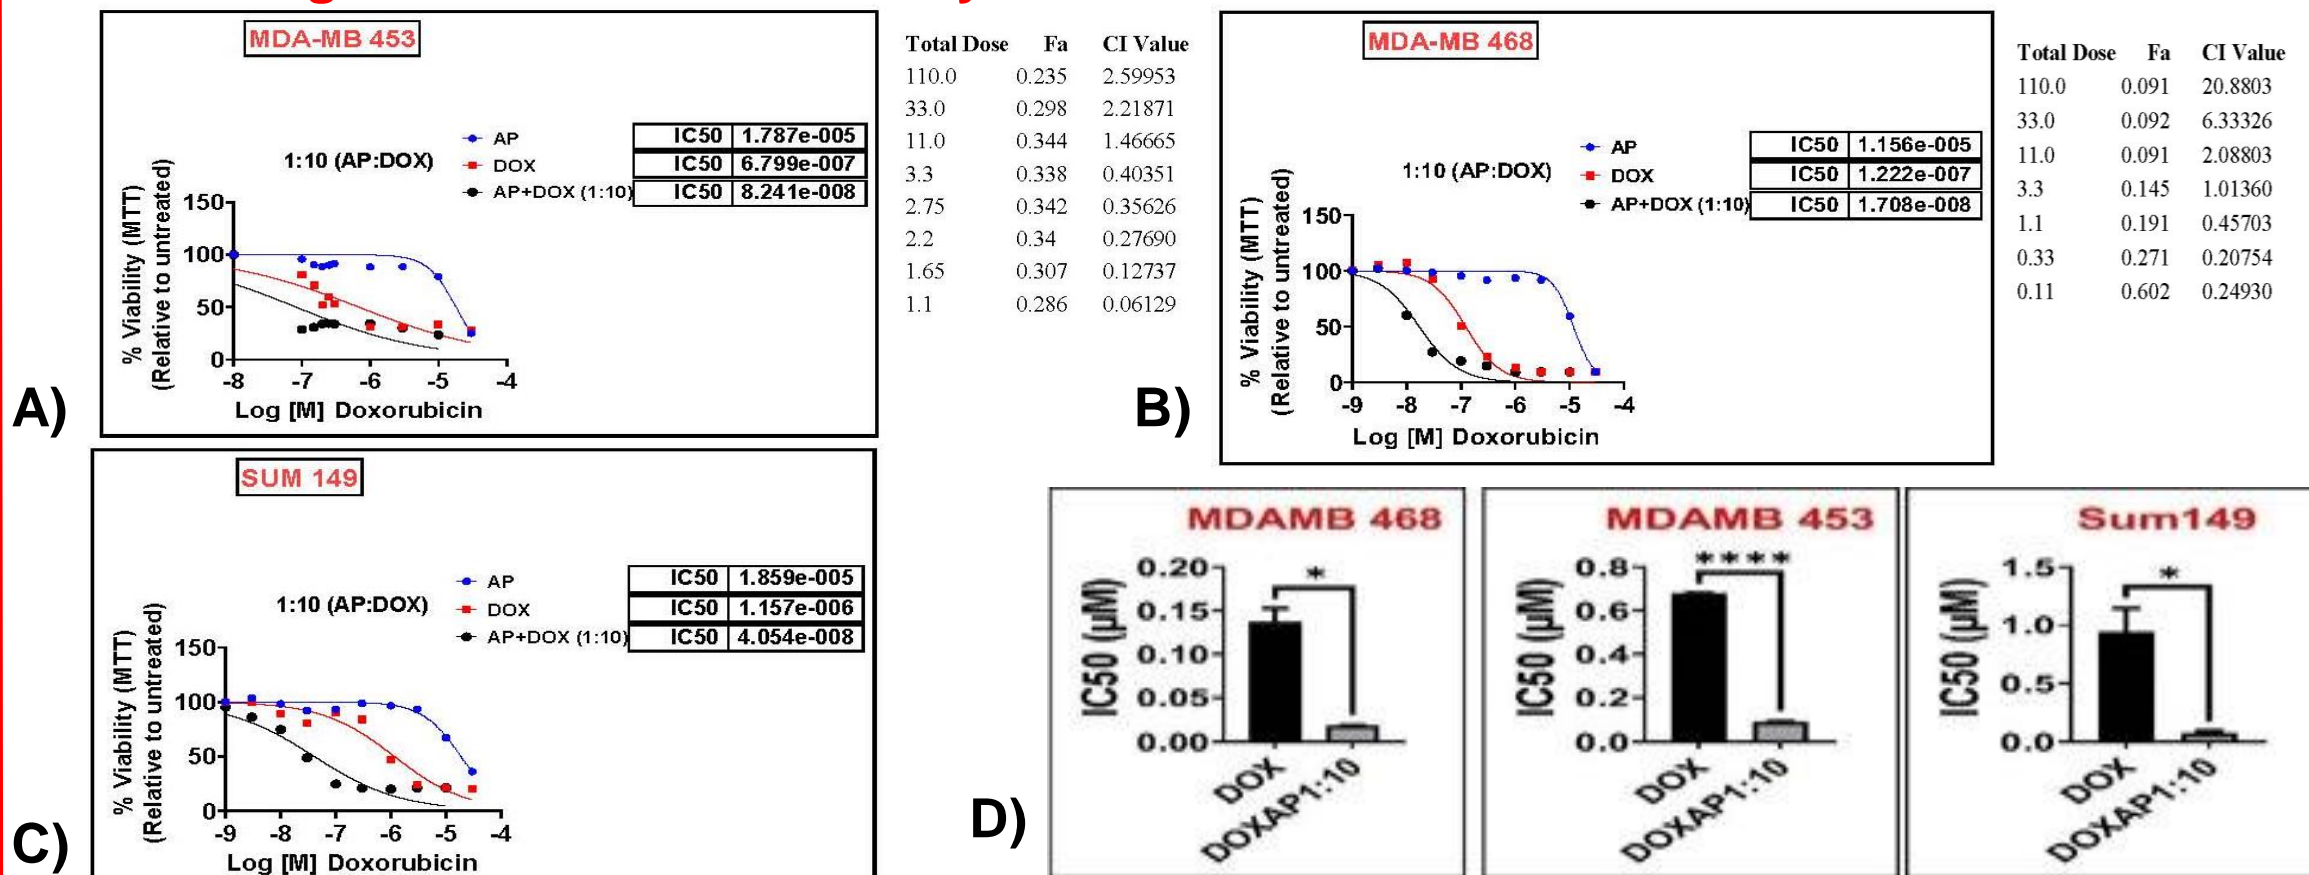 MDA-MB 453
1:10 (AP:DOX)
AP
DOX
AP+DOX (1:10)
IC50 1.787e-005
IC50 6.799e-007
IC50 8.241e-008
% Viability (MTT)
(Relative to untreated)
150
100
50
0
-8 -7 -6 -5 -4
Log [M] Doxorubicin
A)
Total Dose Fa CI Value
110.0 0.235 2.59953
33.0 0.298 2.21871
11.0 0.344 1.46665
3.3 0.338 0.40351
2.75 0.342 0.35626
2.2 0.34 0.27690
1.65 0.307 0.12737
1.1 0.286 0.06129
MDA-MB 468
1:10 (AP:DOX)
AP
DOX
AP+DOX (1:10)
IC50 1.156e-005
IC50 1.222e-007
IC50 1.708e-008
% Viability (MTT)
(Relative to untreated)
150
100
50
0
-9 -8 -7 -6 -5 -4
Log [M] Doxorubicin
B)
Total Dose Fa CI Value
110.0 0.091 20.8803
33.0 0.092 6.33326
11.0 0.091 2.08803
3.3 0.145 1.01360
1.1 0.191 0.45703
0.33 0.271 0.20754
0.11 0.602 0.24930
SUM 149
1:10 (AP:DOX)
AP
DOX
AP+DOX (1:10)
IC50 1.859e-005
IC50 1.157e-006
IC50 4.054e-008
% Viability (MTT)
(Relative to untreated)
150
100
50
0
-9 -8 -7 -6 -5 -4
Log [M] Doxorubicin
C)
D)
MDAMB 468
*
IC50 (µM)
0.20
0.15
0.10
0.05
0.00
DOX
DOXAP1:10
MDAMB 453
****
IC50 (µM)
0.8
0.6
0.4
0.2
0.0
DOX
DOXAP1:10
Sum149
*
IC50 (µM)
1.5
1.0
0.5
0.0
DOX
DOXAP1:10